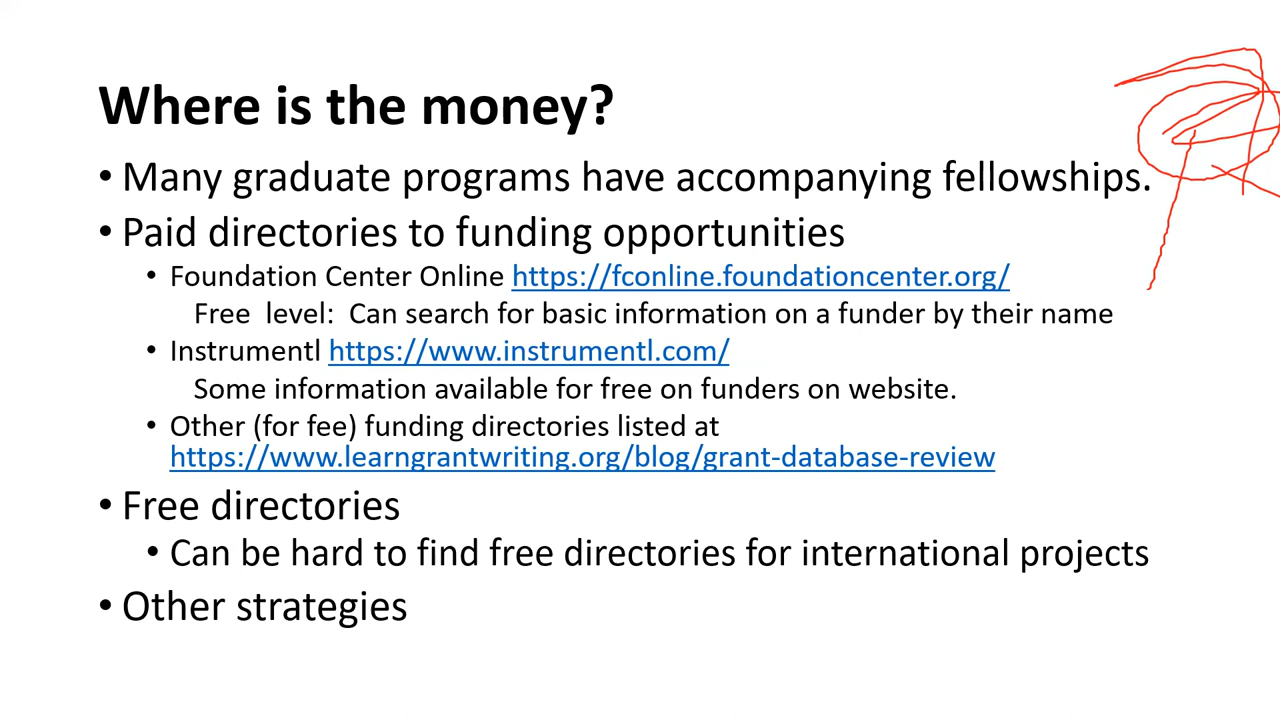 Where is the money?
• Many graduate programs have accompanying fellowships.
• Paid directories to funding opportunities
• Foundation Center Online https://fconline.foundationcenter.org/
Free level: Can search for basic information on a funder by their name
• Instrumentl https://www.instrumentl.com/
Some information available for free on funders on website.
• Other (for fee) funding directories listed at
https://www.learngrantwriting.org/blog/grant-database-review
• Free directories
• Can be hard to find free directories for international projects
• Other strategies